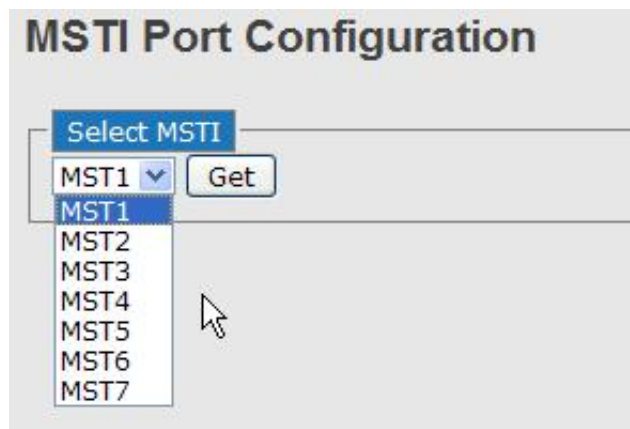 MSTI Port Configuration
Select MSTI
MST1 Get
MST1
MST2
MST3
MST4
MST5
MST6
MST7